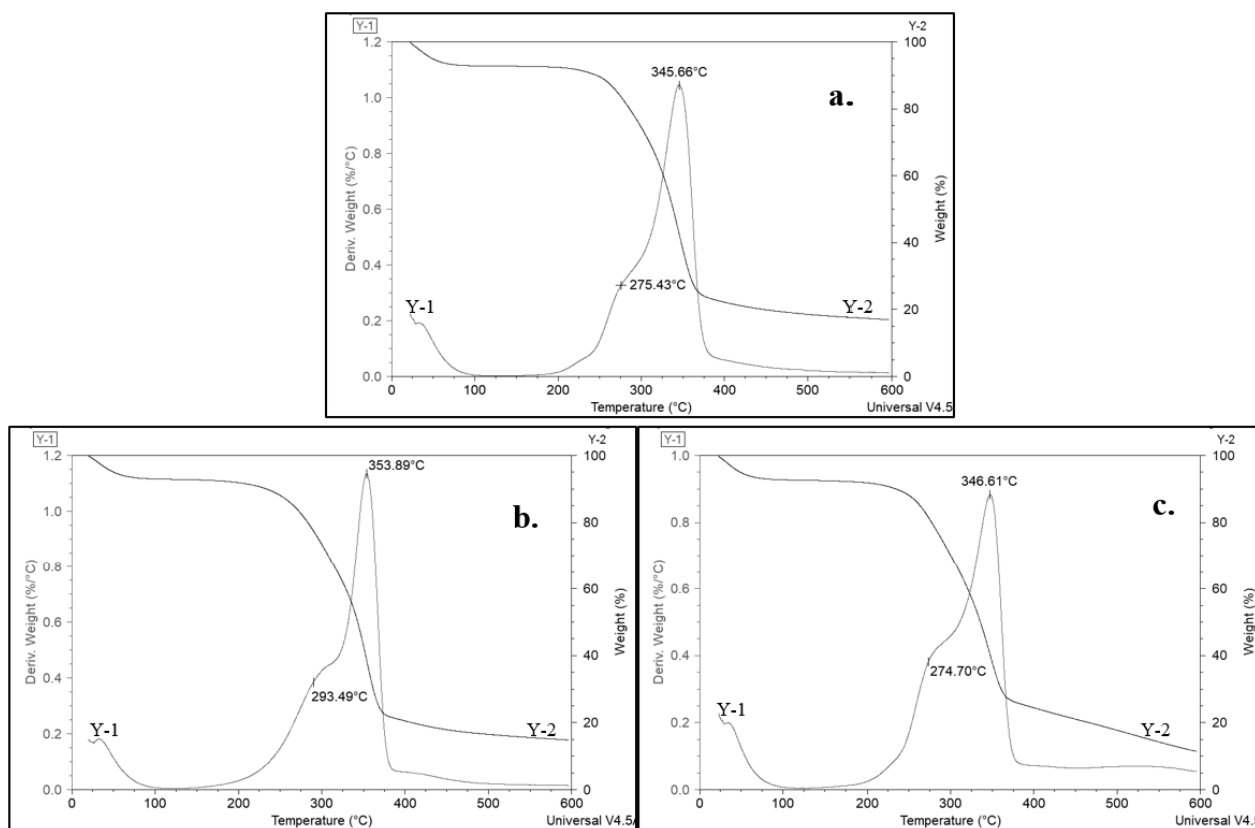 Y-1
Y-2
1.2
1.0
0.8
0.6
0.4
0.2
0.0
Deriv. Weight (%/°C)
345.66°C
a.
275.43°C
Y-1
Y-2
100
80
60
40
20
0
Weight (%)
0
100
200
300
400
500
600
Temperature (°C)
Universal V4.5
Y-1
Y-2
1.2
1.0
0.8
0.6
0.4
0.2
0.0
Deriv. Weight (%/°C)
353.89°C
b.
293.49°C
Y-1
Y-2
100
80
60
40
20
0
Weight (%)
0
100
200
300
400
500
600
Temperature (°C)
Universal V4.5/
Y-1
Y-2
1.0
0.8
0.6
0.4
0.2
0.0
Deriv. Weight (%/°C)
346.61°C
c.
274.70°C
Y-1
Y-2
100
80
60
40
20
0
Weight (%)
0
100
200
300
400
500
600
Temperature (°C)
Universal V4.5